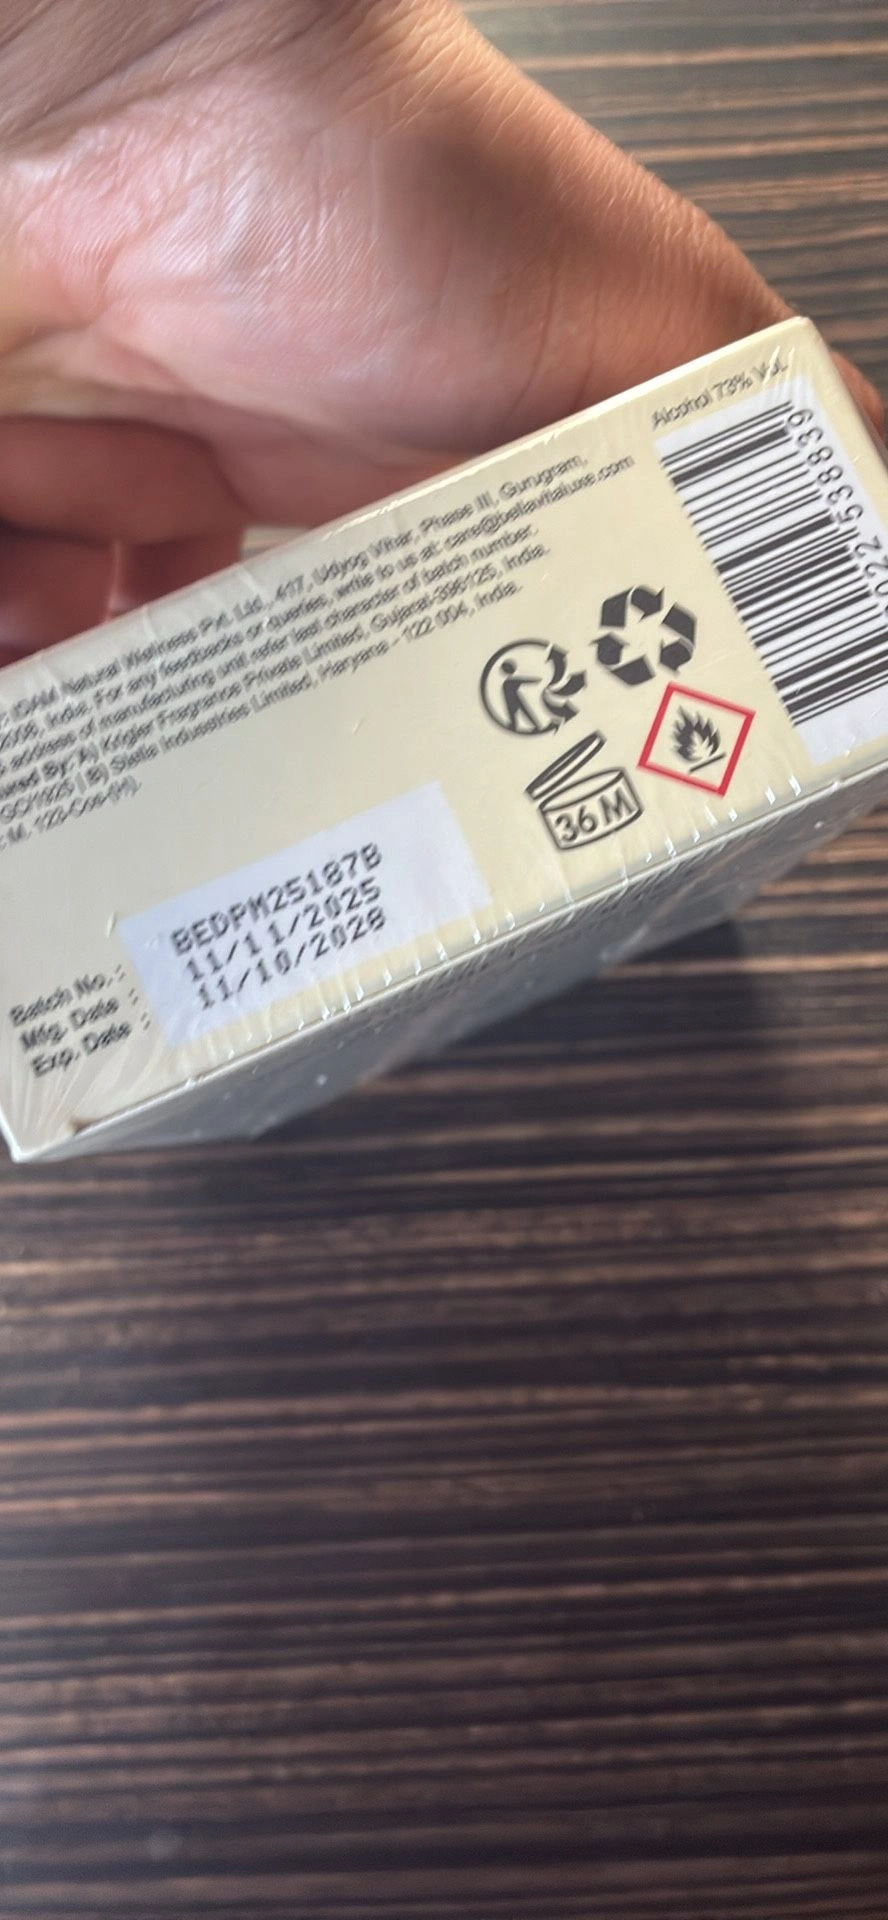 Alcohol 73% Vol.
IDAM Natural Wellness Pvt. Ltd., 417, Udyog Vihar, Phase III, Gurugram,
India. For any feedbacks or queries, write to us at: care@bellavitaluxe.com
address of manufacturing unit refer last character of batch number.
By: A) Krigler Fragrance Private Limited, Gujarat-396125, India.
| B) Stella Industries Limited, Haryana - 122 004, India.
36 M
Batch No. : BEDPM25187B
Mfg. Date : 11/11/2025
Exp. Date : 11/10/2028
538839